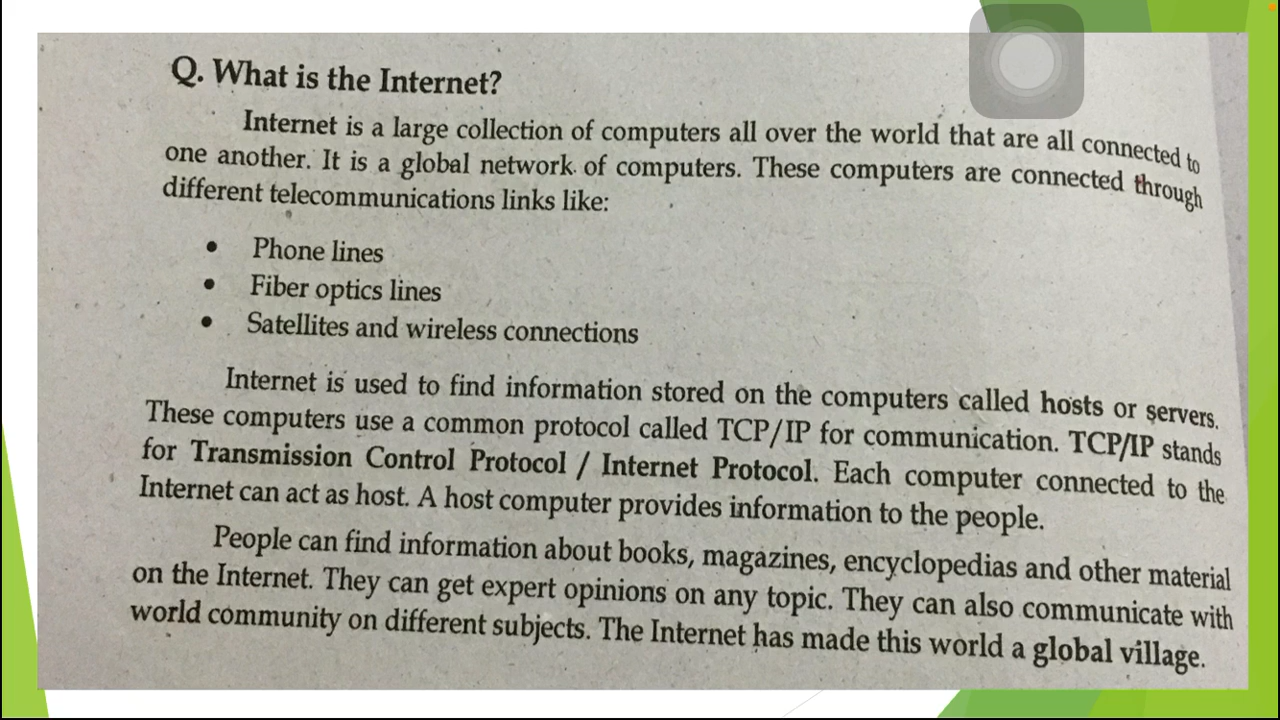 Q. What is the Internet?
Internet is a large collection of computers all over the world that are all connected to
one another. It is a global network of computers. These computers are connected through
different telecommunications links like:
• Phone lines
• Fiber optics lines
• Satellites and wireless connections
Internet is used to find information stored on the computers called hosts or servers.
These computers use a common protocol called TCP/IP for communication. TCP/IP stands
for Transmission Control Protocol / Internet Protocol. Each computer connected to the
Internet can act as host. A host computer provides information to the people.
People can find information about books, magazines, encyclopedias and other material
on the Internet. They can get expert opinions on any topic. They can also communicate with
world community on different subjects. The Internet has made this world a global village.